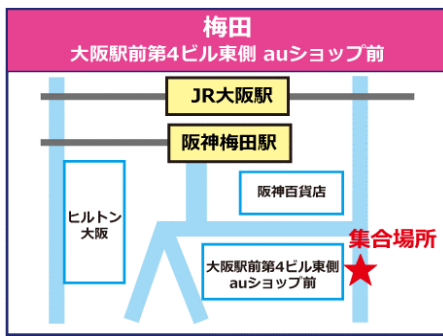 梅田
大阪駅前第4ビル東側 auショップ前
JR大阪駅
阪神梅田駅
阪神百貨店
ヒルトン
大阪
集合場所
大阪駅前第4ビル東側
auショップ前